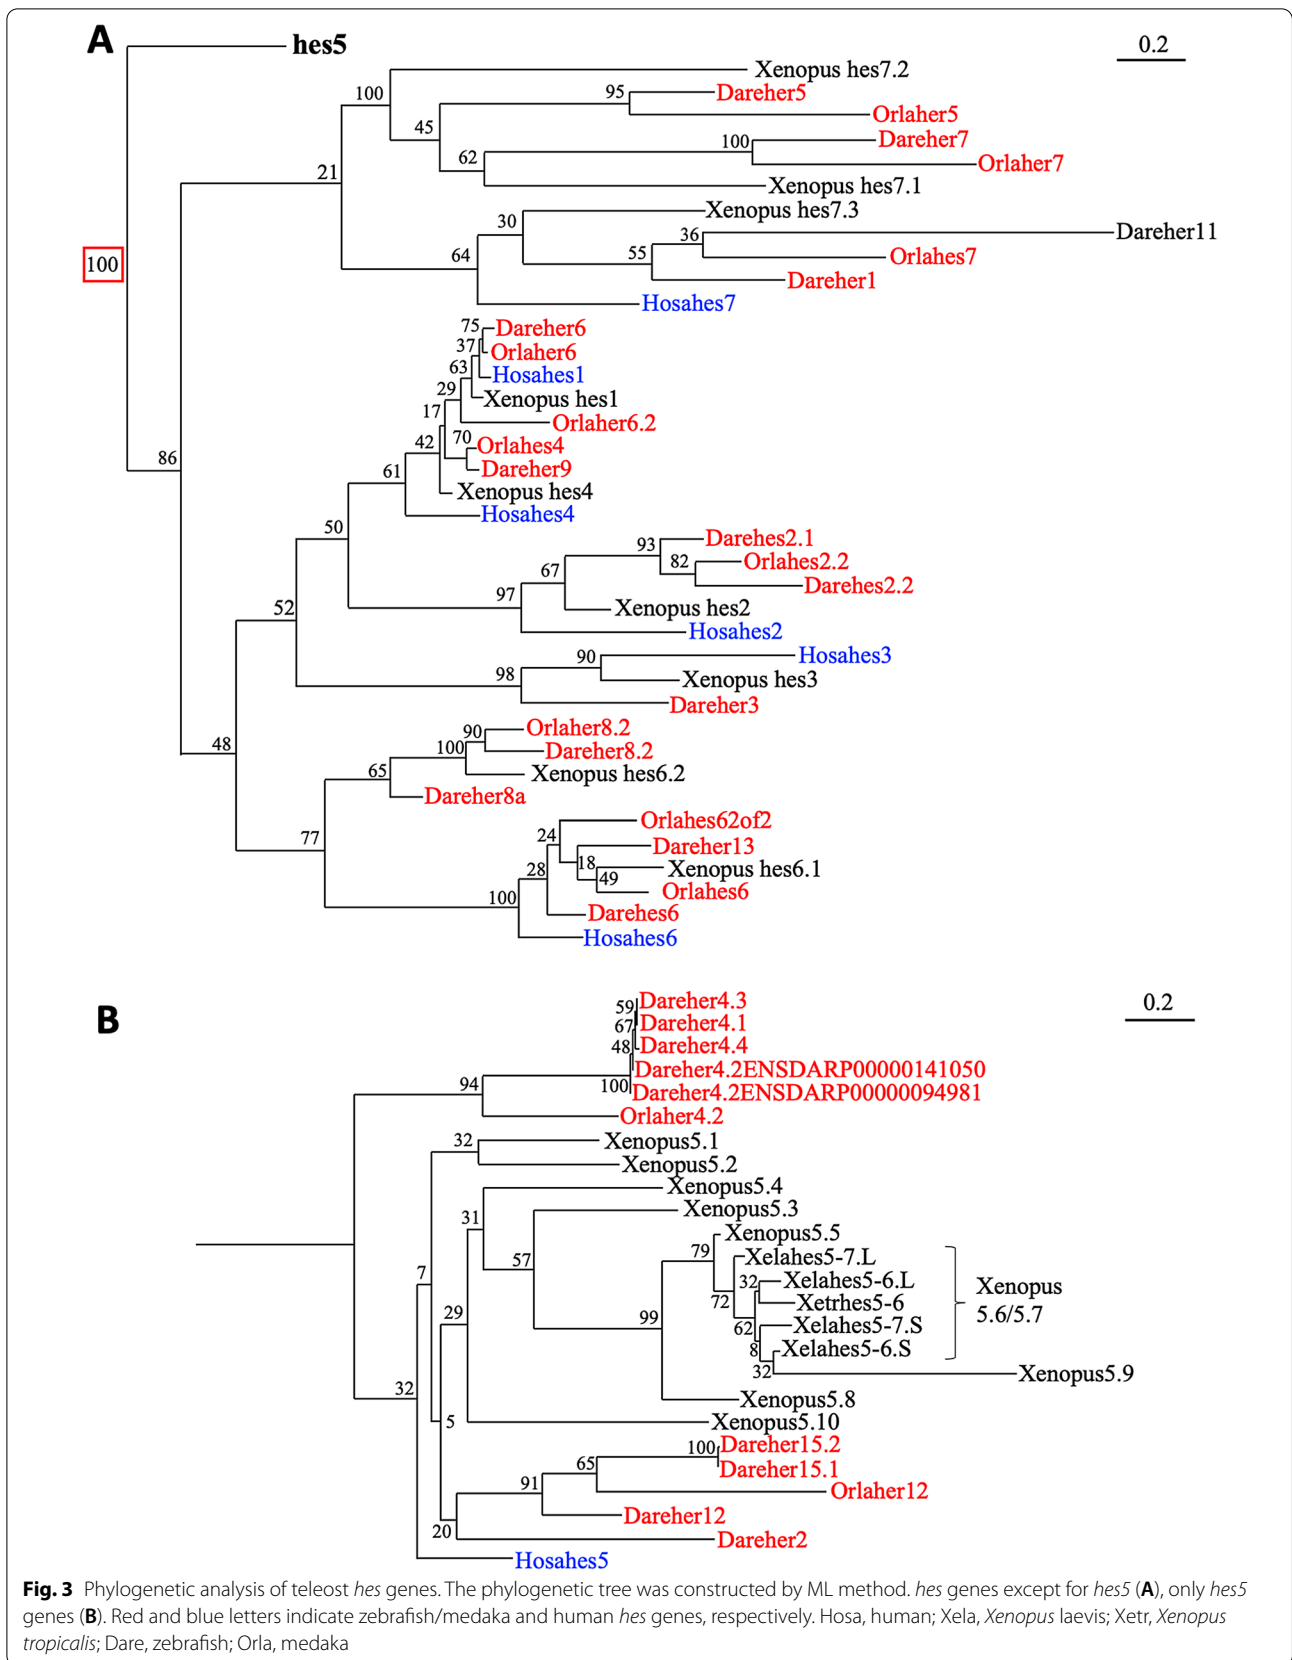 A
hes5
0.2
Xenopus hes7.2
100
95
Dareher5
Orlaher5
45
100
Dareher7
62
Orlaher7
21
Xenopus hes7.1
Xenopus hes7.3
30
36
Dareher11
64
55
Orlahes7
100
Dareher1
Hosahes7
75
Dareher6
37
Orlaher6
63
Hosahes1
29
Xenopus hes1
17
Orlaher6.2
42
70
Orlahes4
86
61
Dareher9
Xenopus hes4
Hosahes4
50
93
Darehes2.1
82
Orlahes2.2
67
Darehes2.2
97
52
Xenopus hes2
Hosahes2
90
Hosahes3
98
Xenopus hes3
Dareher3
90
Orlaher8.2
48
100
Dareher8.2
65
Xenopus hes6.2
Dareher8a
77
24
Orlahes62of2
Dareher13
28
18
Xenopus hes6.1
49
Orlahes6
100
Darehes6
Hosahes6
B
0.2
59
Dareher4.3
67
Dareher4.1
48
Dareher4.4
Dareher4.2ENSDARP00000141050
94
100
Dareher4.2ENSDARP00000094981
Orlaher4.2
32
Xenopus5.1
Xenopus5.2
Xenopus5.4
31
Xenopus5.3
57
79
Xenopus5.5
Xelahes5-7.L
7
32
Xelahes5-6.L
72
Xetrhes5-6
Xenopus
5.6/5.7
29
99
62
Xelahes5-7.S
8
Xelahes5-6.S
32
Xenopus5.9
32
Xenopus5.8
5
Xenopus5.10
100
Dareher15.2
65
Dareher15.1
91
Orlaher12
Dareher12
20
Dareher2
Hosahes5
Fig. 3 Phylogenetic analysis of teleost hes genes. The phylogenetic tree was constructed by ML method. hes genes except for hes5 (A), only hes5
genes (B). Red and blue letters indicate zebrafish/medaka and human hes genes, respectively. Hosa, human; Xela, Xenopus laevis; Xetr, Xenopus
tropicalis; Dare, zebrafish; Orla, medaka